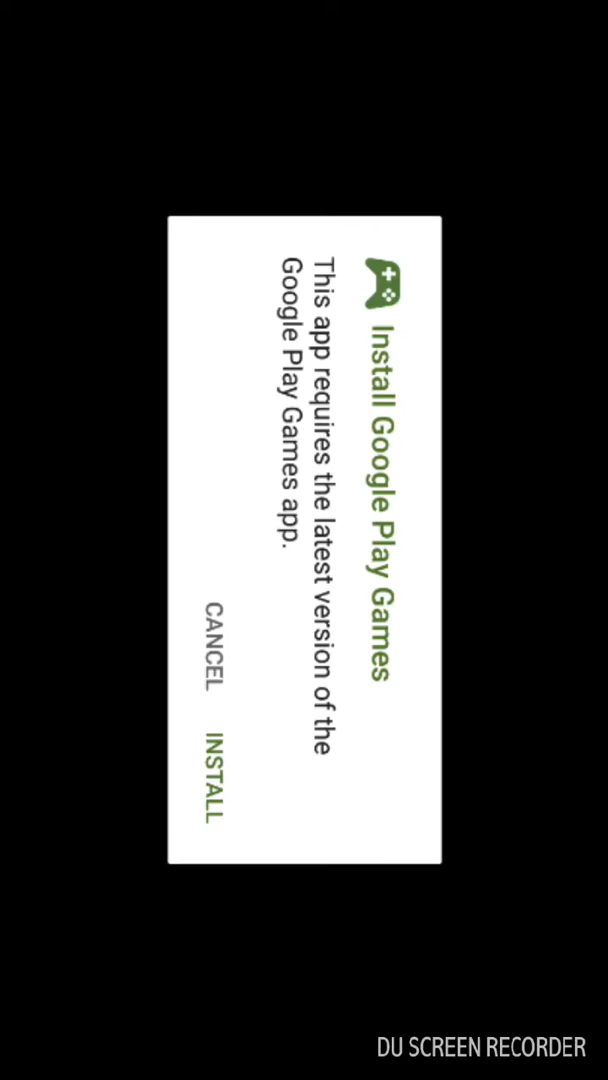 Install Google Play Games
This app requires the latest version of the
Google Play Games app.
CANCEL INSTALL
DU SCREEN RECORDER